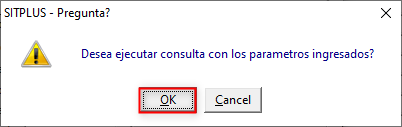 SITPLUS - Pregunta?
Desea ejecutar consulta con los parametros ingresados?
OK Cancel